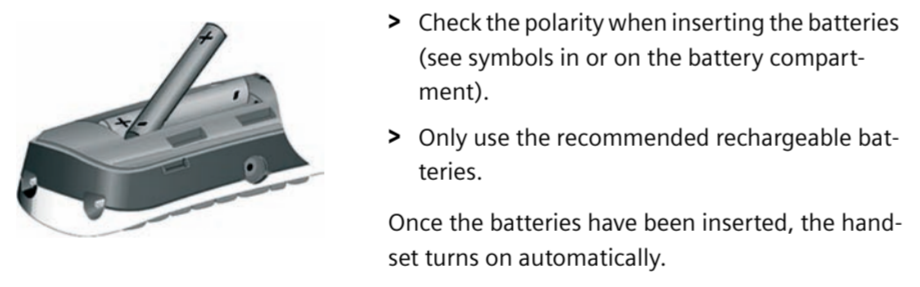 > Check the polarity when inserting the batteries
(see symbols in or on the battery compart-
ment).
> Only use the recommended rechargeable bat-
teries.
Once the batteries have been inserted, the hand-
set turns on automatically.